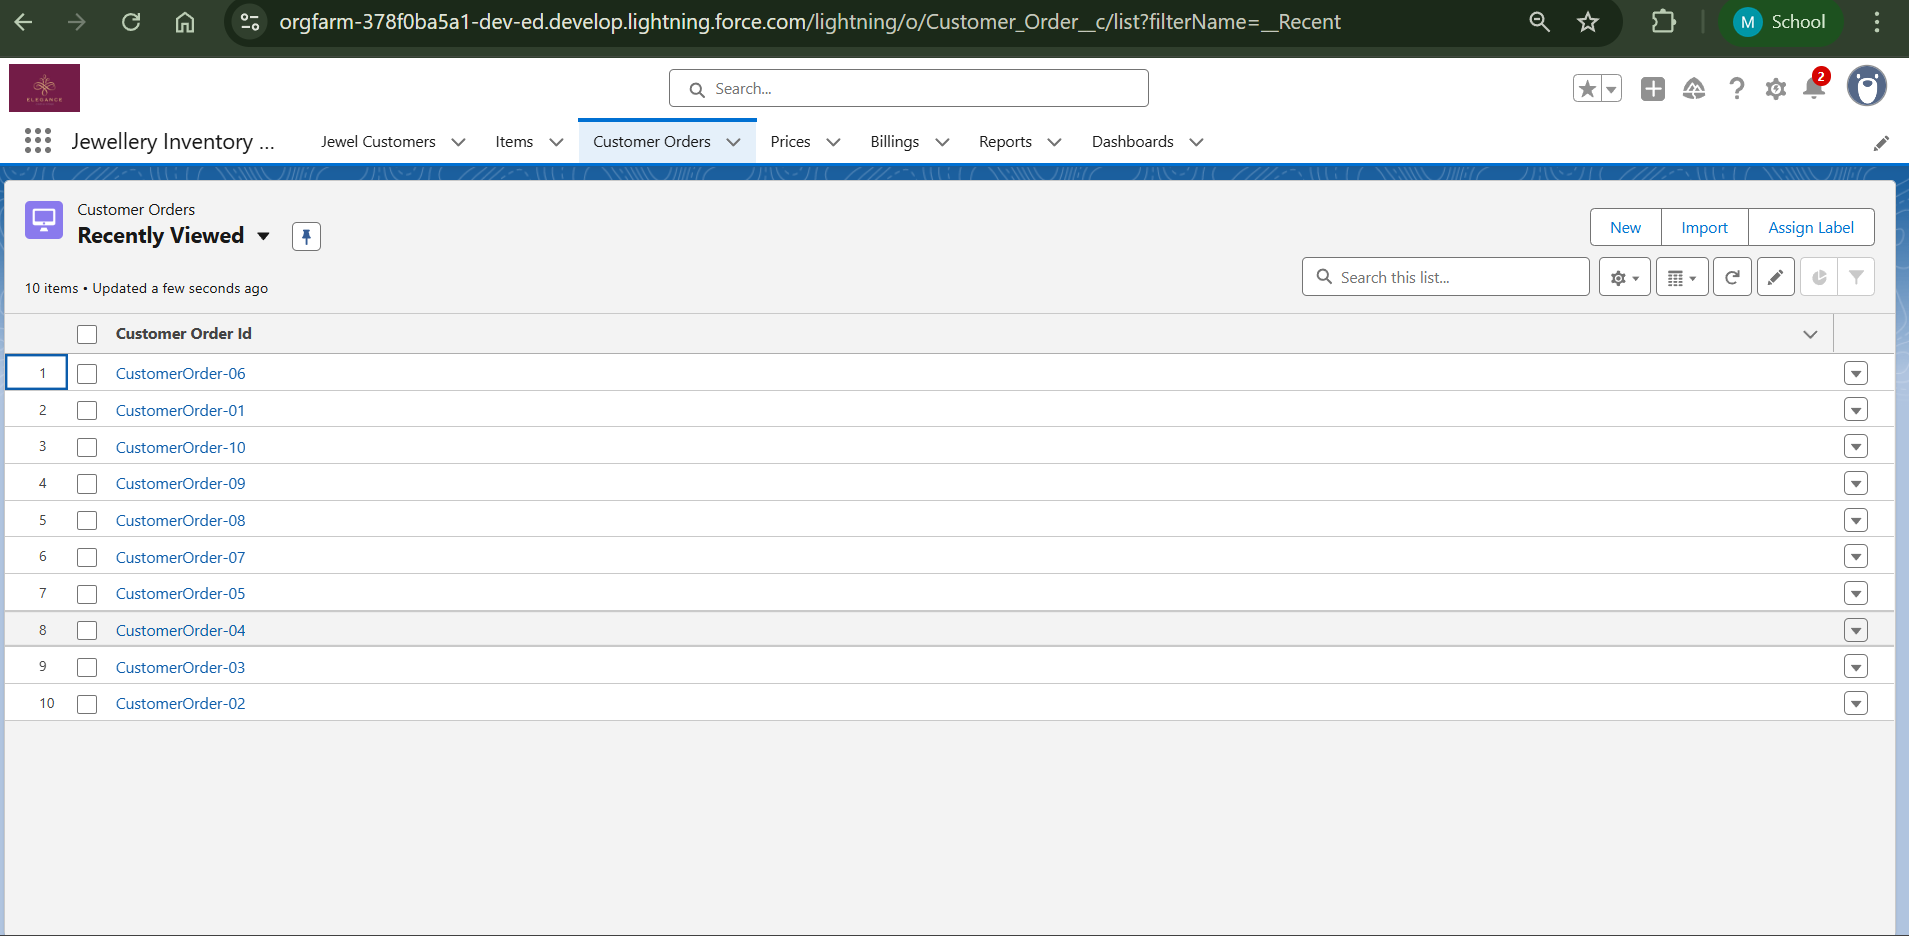 orgfarm-378f0ba5a1-dev-ed.develop.lightning.force.com/lightning/o/Customer_Order__c/list?filterName=__Recent
M School
ELEGANCE
Search...
2
Jewellery Inventory ... Jewel Customers Items Customer Orders Prices Billings Reports Dashboards
Customer Orders
Recently Viewed
New Import Assign Label
10 items • Updated a few seconds ago
Search this list...
Customer Order Id
1 CustomerOrder-06
2 CustomerOrder-01
3 CustomerOrder-10
4 CustomerOrder-09
5 CustomerOrder-08
6 CustomerOrder-07
7 CustomerOrder-05
8 CustomerOrder-04
9 CustomerOrder-03
10 CustomerOrder-02